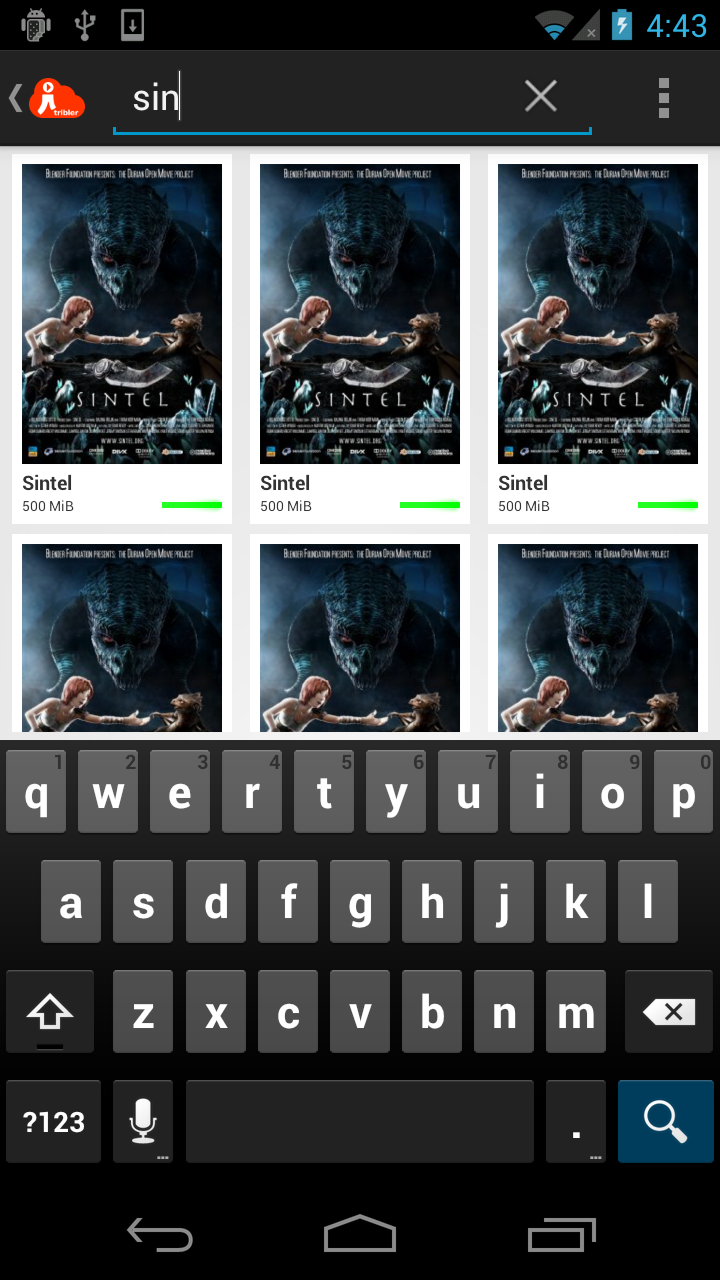 4:43
tribler
sin
BLENDER FOUNDATION PRESENTS: THE DURIAN OPEN MOVIE PROJECT
SINTEL
WWW.SINTEL.ORG
Sintel
500 MiB
BLENDER FOUNDATION PRESENTS: THE DURIAN OPEN MOVIE PROJECT
SINTEL
WWW.SINTEL.ORG
Sintel
500 MiB
BLENDER FOUNDATION PRESENTS: THE DURIAN OPEN MOVIE PROJECT
SINTEL
WWW.SINTEL.ORG
Sintel
500 MiB
BLENDER FOUNDATION PRESENTS: THE DURIAN OPEN MOVIE PROJECT
BLENDER FOUNDATION PRESENTS: THE DURIAN OPEN MOVIE PROJECT
BLENDER FOUNDATION PRESENTS: THE DURIAN OPEN MOVIE PROJECT
1 2 3 4 5 6 7 8 9 0
q w e r t y u i o p
a s d f g h j k l
z x c v b n m
?123 ... . ...